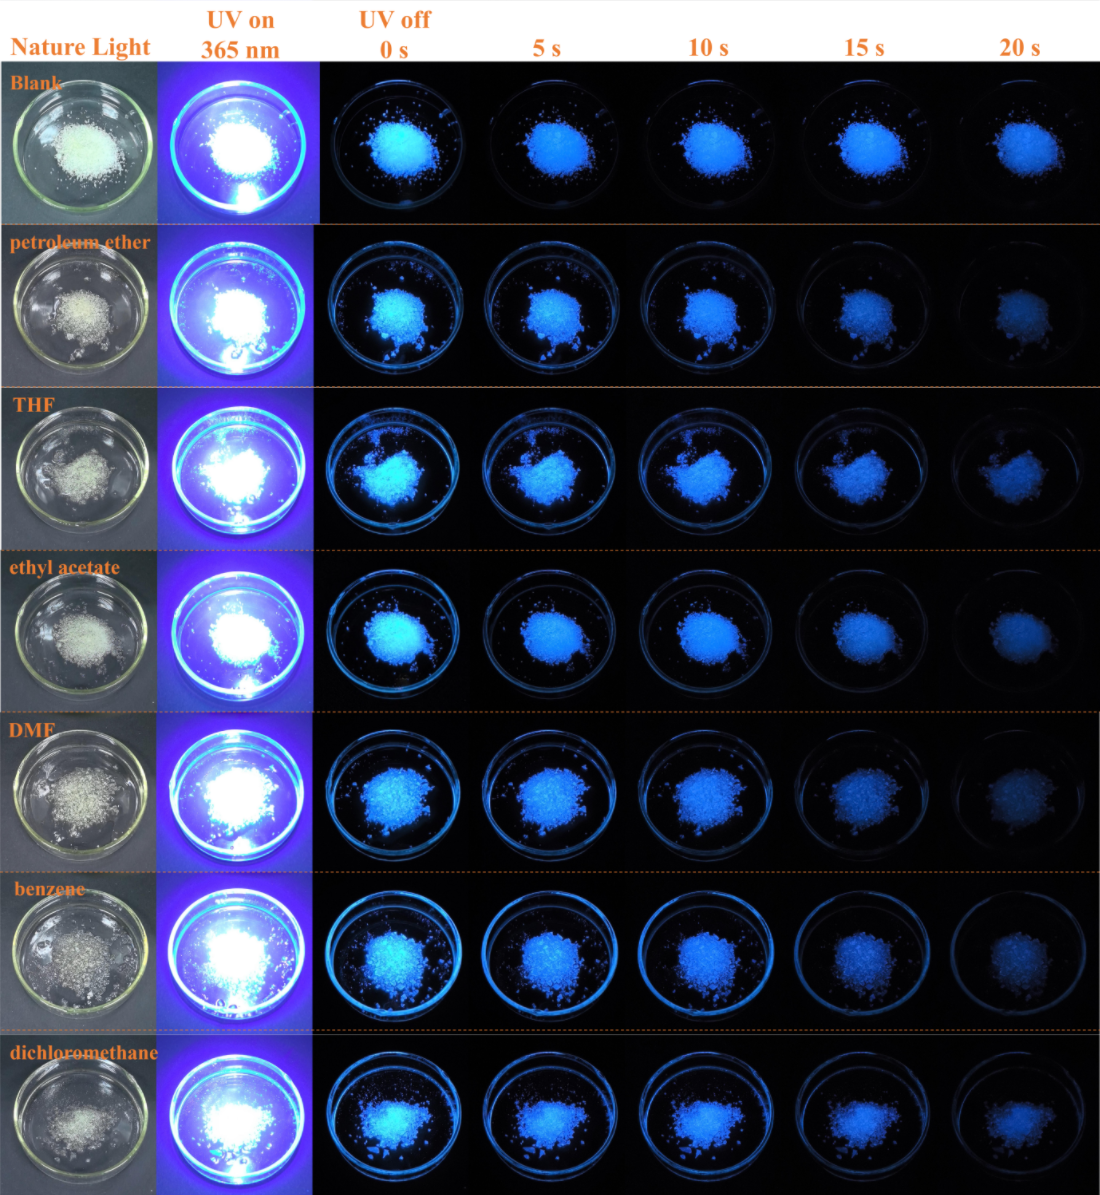 UV on
UV off
Nature Light
365 nm
0 s
5 s
10 s
15 s
20 s
Blank
petroleum ether
THF
ethyl acetate
DMF
benzene
dichloromethane